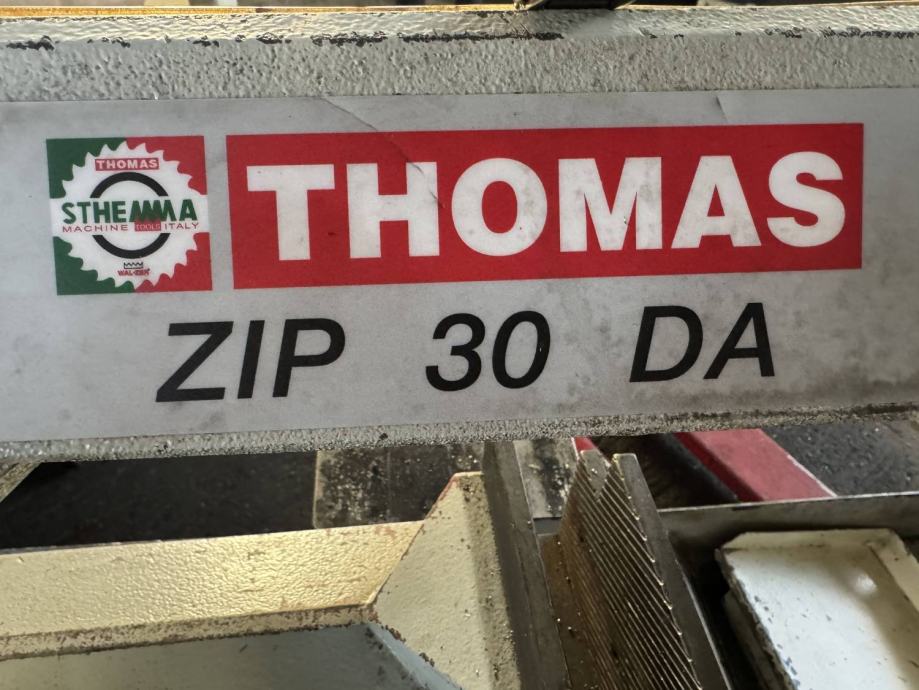 THOMAS
STHEMMA
MACHINE TOOLS ITALY
THOMAS
ZIP 30 DA